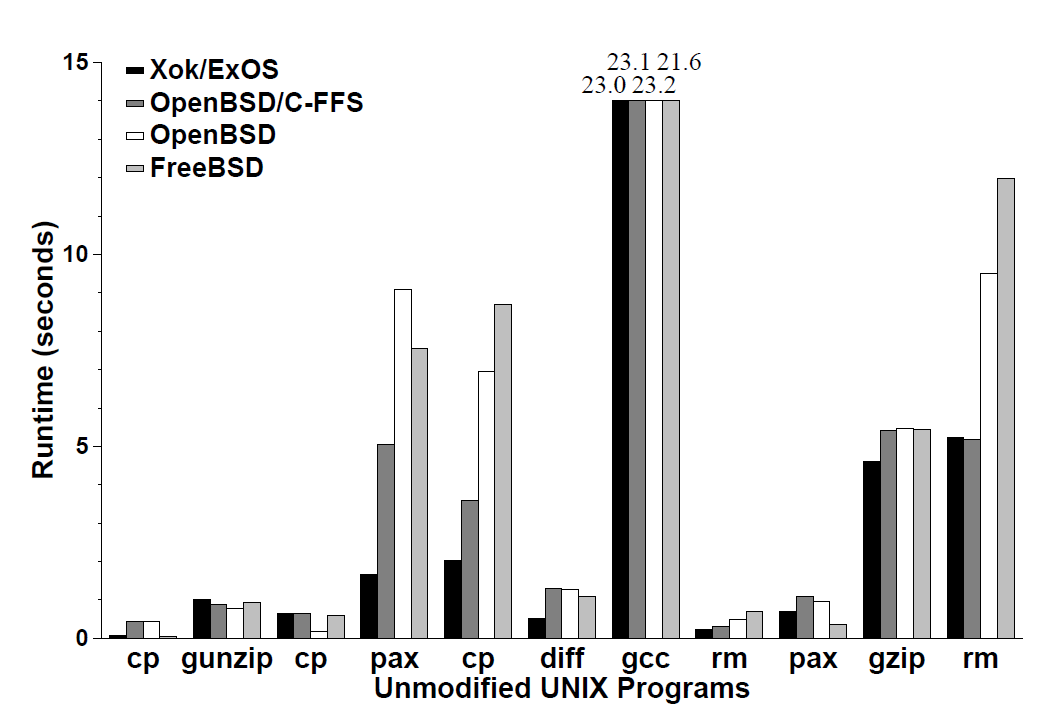 23.1 21.6
23.0 23.2
15
Xok/ExOS
OpenBSD/C-FFS
OpenBSD
FreeBSD
10
5
0
Runtime (seconds)
cp gunzip cp pax cp diff gcc rm pax gzip rm
Unmodified UNIX Programs